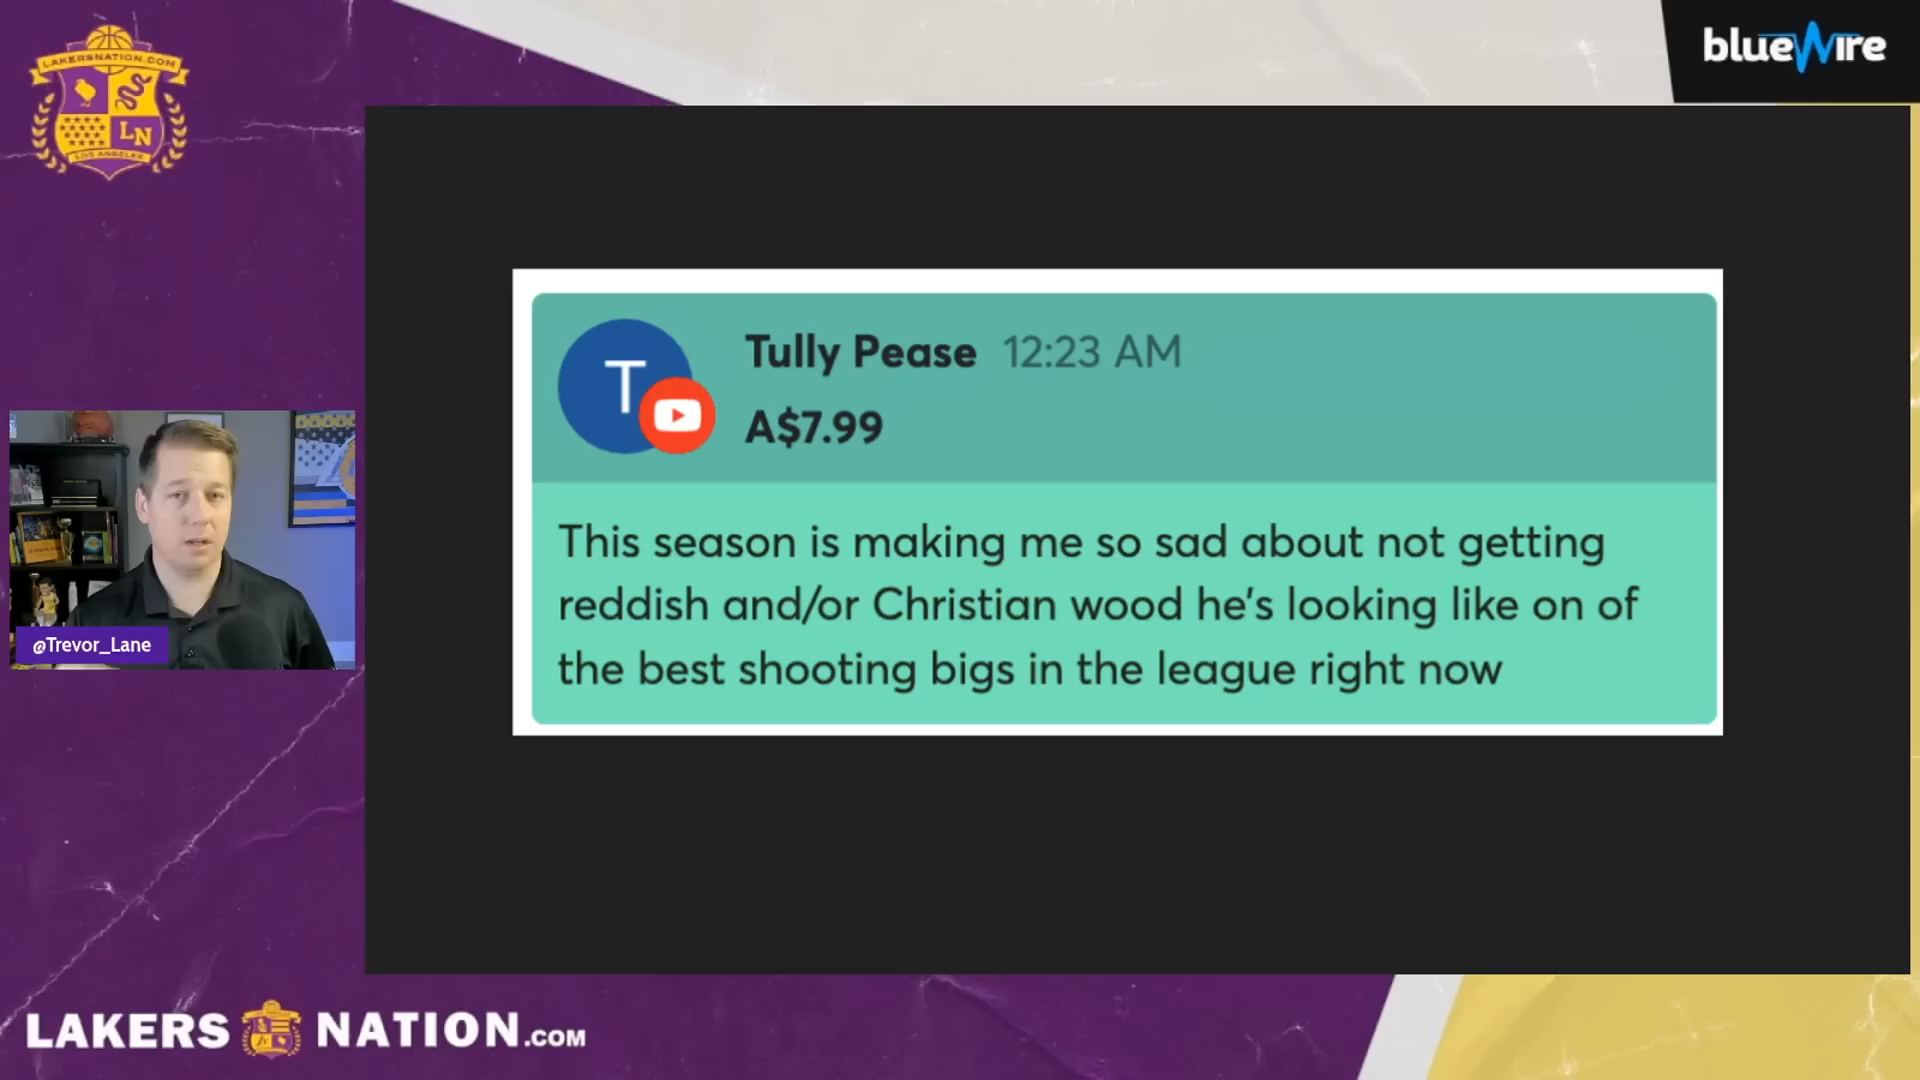 LAKERSNATION.COM
LN
LOS ANGELES
blueWire
T
Tully Pease 12:23 AM
A$7.99
This season is making me so sad about not getting
reddish and/or Christian wood he's looking like on of
the best shooting bigs in the league right now
@Trevor_Lane
LAKERS NATION.COM